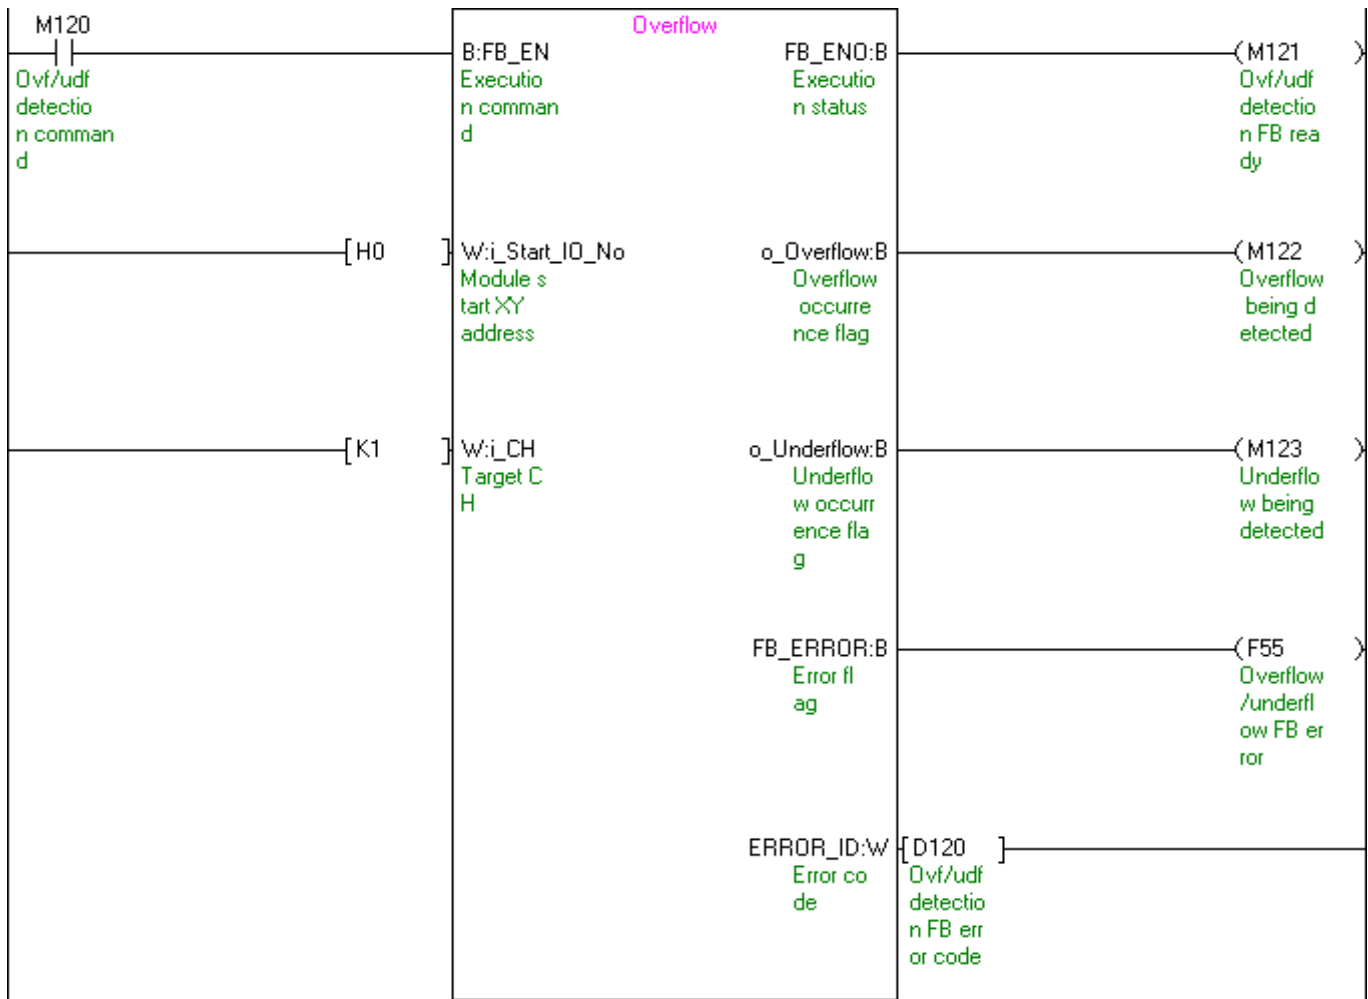 M120
Overflow
B:FB_EN
FB_ENO:B
(M121 )
Ovf/udf
detectio
n comman
d
Executio
n comman
d
Executio
n status
Ovf/udf
detectio
n FB rea
dy
[H0 ]
W:i_Start_IO_No
o_Overflow:B
(M122 )
Module s
tart XY
address
Overflow
occurre
nce flag
Overflow
being d
etected
[K1 ]
W:i_CH
o_Underflow:B
(M123 )
Target C
H
Underflo
w occurr
ence fla
g
Underflo
w being
detected
FB_ERROR:B
(F55 )
Error fl
ag
Overflow
/underfl
ow FB er
ror
ERROR_ID:W
[D120 ]
Error co
de
Ovf/udf
detectio
n FB err
or code